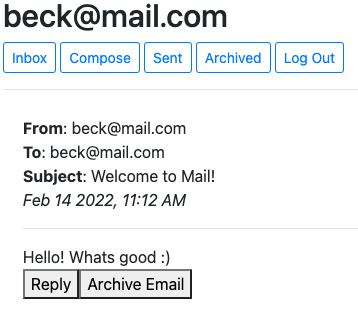 beck@mail.com
Inbox Compose Sent Archived Log Out
From: beck@mail.com
To: beck@mail.com
Subject: Welcome to Mail!
Feb 14 2022, 11:12 AM
Hello! Whats good :)
Reply Archive Email